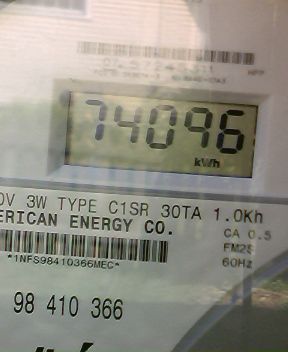 74096
kWh
0V 3W TYPE C1SR 30TA 1.0Kh
ERICAN ENERGY CO.
CA 0.5
FM2S
*1NFS98410366MEC*
60Hz
98 410 366